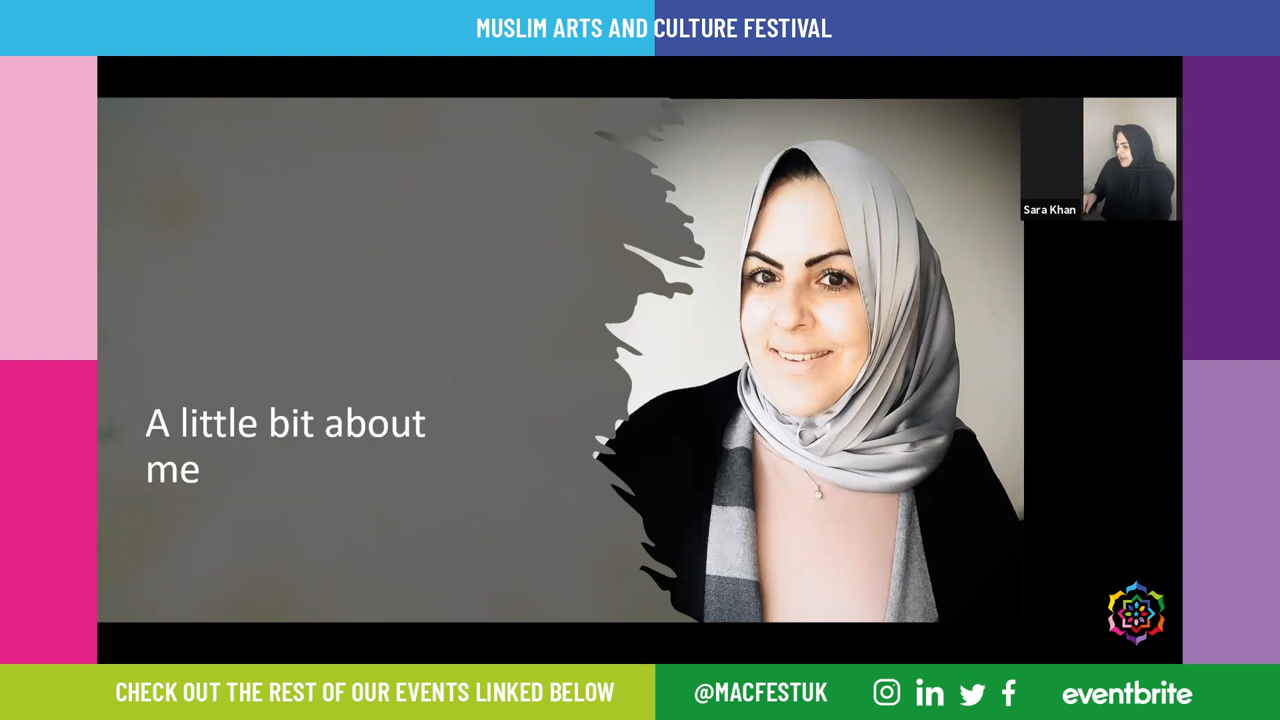 MUSLIM ARTS AND CULTURE FESTIVAL
Sara Khan
A little bit about
me
CHECK OUT THE REST OF OUR EVENTS LINKED BELOW
@MACFESTUK
eventbrite